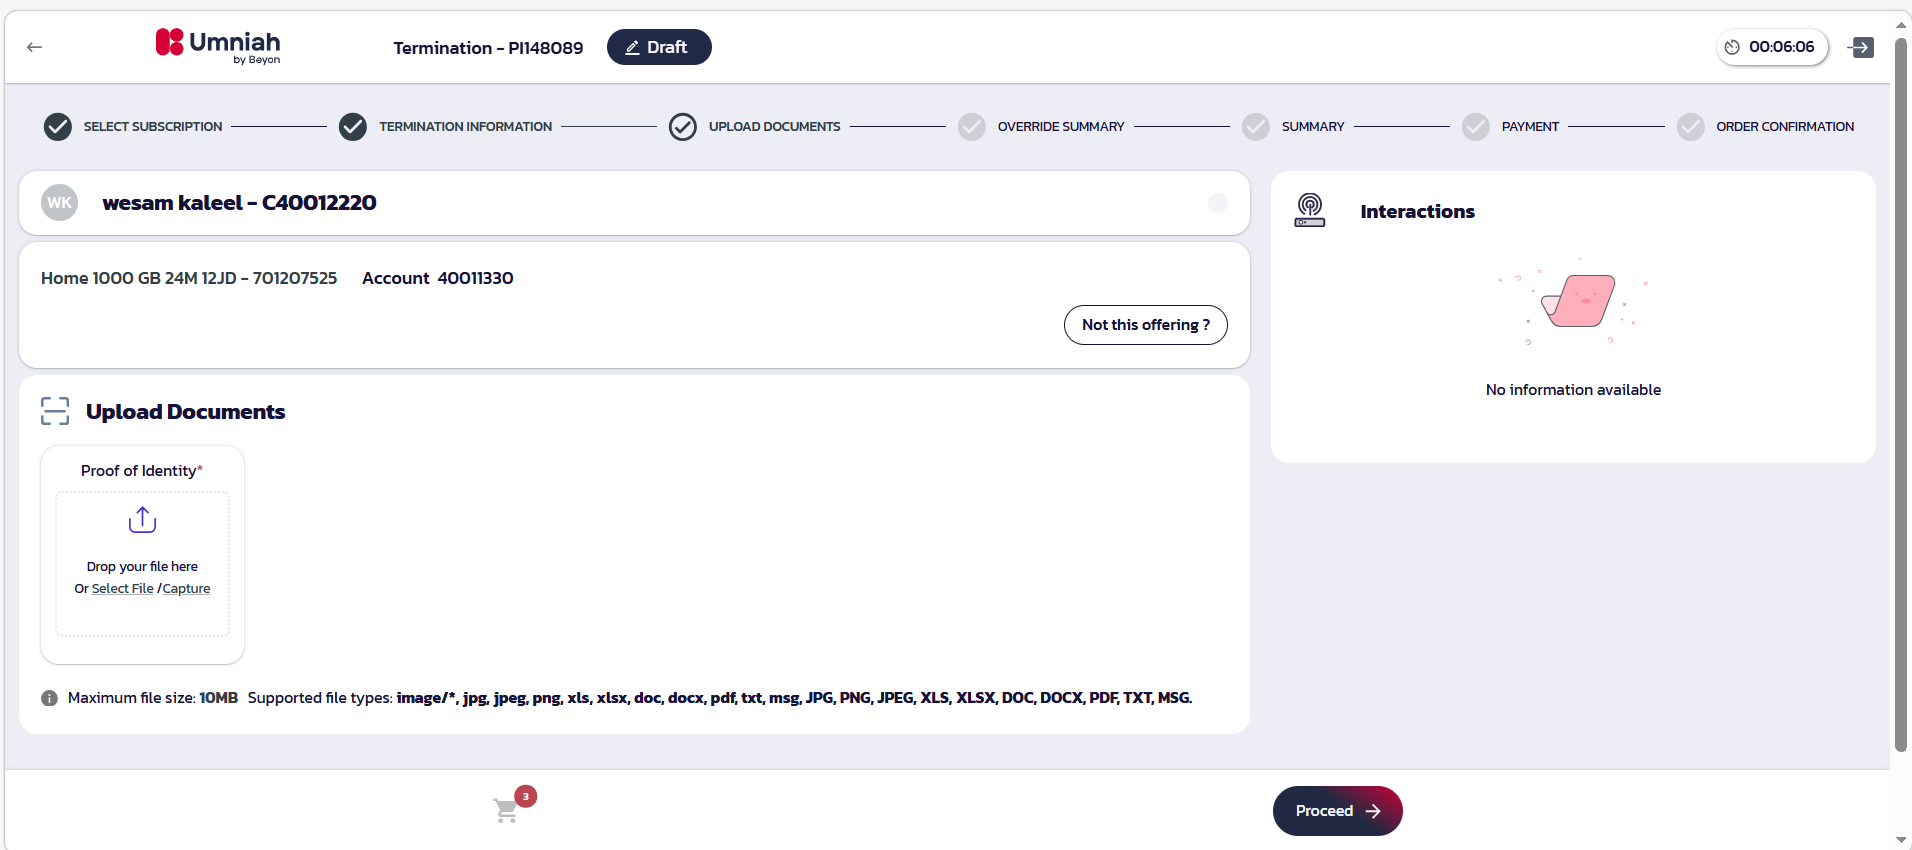 Umniah
by Beyon
Termination - PI148089
Draft
00:06:06
SELECT SUBSCRIPTION
TERMINATION INFORMATION
UPLOAD DOCUMENTS
OVERRIDE SUMMARY
SUMMARY
PAYMENT
ORDER CONFIRMATION
WK
wesam kaleel - C40012220
Home 1000 GB 24M 12JD - 701207525 Account 40011330
Not this offering ?
Upload Documents
Proof of Identity*
Drop your file here
Or Select File /Capture
Maximum file size: 10MB Supported file types: image/*, jpg, jpeg, png, xls, xlsx, doc, docx, pdf, txt, msg, JPG, PNG, JPEG, XLS, XLSX, DOC, DOCX, PDF, TXT, MSG.
Interactions
No information available
3
Proceed